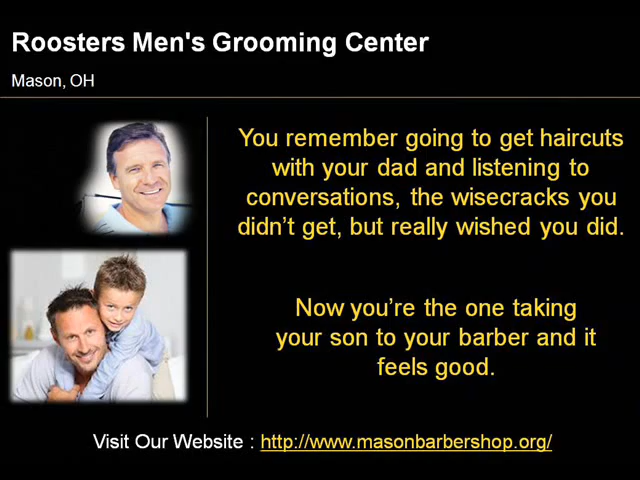 Roosters Men's Grooming Center
Mason, OH
You remember going to get haircuts
with your dad and listening to
conversations, the wisecracks you
didn’t get, but really wished you did.
Now you’re the one taking
your son to your barber and it
feels good.
Visit Our Website : http://www.masonbarbershop.org/